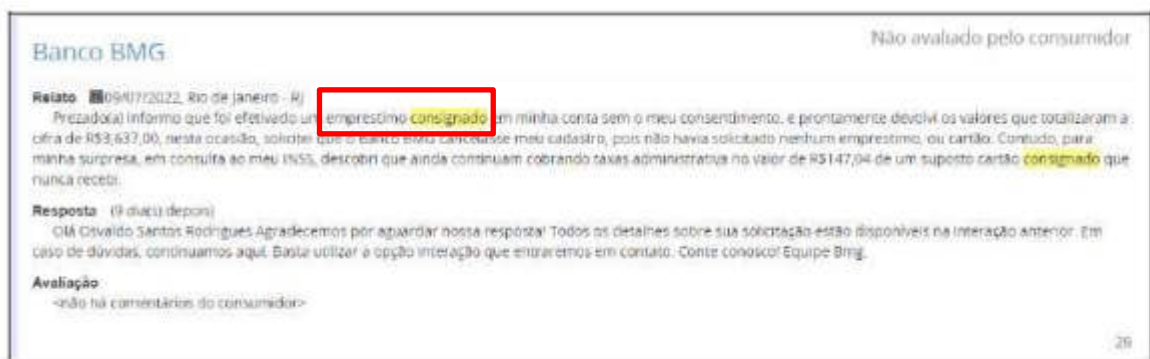 Banco BMG
Não avaliado pelo consumidor
Relato 09/07/2022, Rio de Janeiro - RJ
Prezado(a) Informo que foi efetivado um emprestimo consignado em minha conta sem o meu consentimento, e prontamente devolvi os valores que totalizaram a
cifra de R$3,637,00, nesta ocasião, solicitei que o Banco BMG cancelasse meu cadastro, pois não havia solicitado nenhum emprestimo, ou cartão. Contudo, para
minha surpresa, em consulta ao meu INSS, descobri que ainda continuam cobrando taxas administrativa no valor de R$147,04 de um suposto cartão consignado que
nunca recebi.
Resposta (9 dia(s) depois)
Olá Osvaldo Santos Rodrigues Agradecemos por aguardar nossa resposta! Todos os detalhes sobre sua solicitação estão disponíveis na interação anterior. Em
caso de dúvidas, continuamos aqui. Basta utilizar a opção interação que entraremos em contato. Conte conosco! Equipe Bmg.
Avaliação
<não há comentários do consumidor>
26